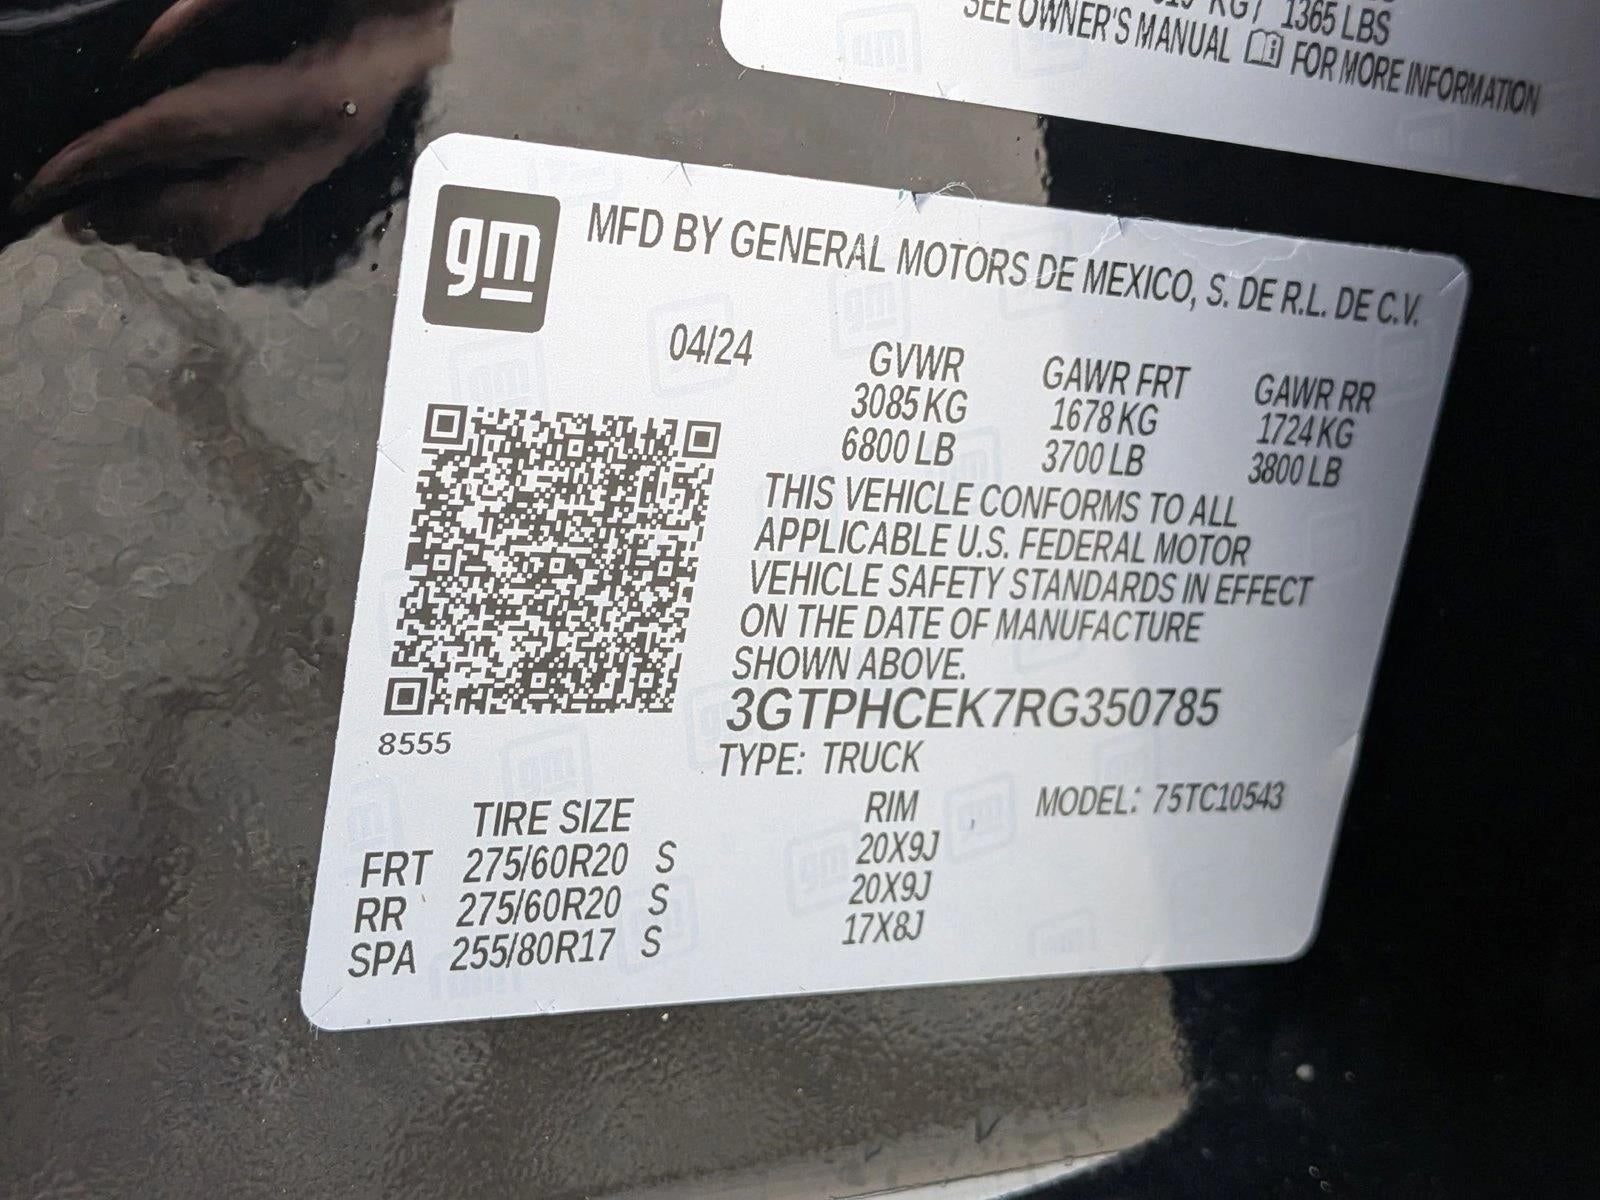 KG / 1365 LBS
SEE OWNER'S MANUAL FOR MORE INFORMATION
gm
MFD BY GENERAL MOTORS DE MEXICO, S. DE R.L. DE C.V.
04/24 GVWR GAWR FRT GAWR RR
3085 KG 1678 KG 1724 KG
6800 LB 3700 LB 3800 LB
THIS VEHICLE CONFORMS TO ALL
APPLICABLE U.S. FEDERAL MOTOR
VEHICLE SAFETY STANDARDS IN EFFECT
ON THE DATE OF MANUFACTURE
SHOWN ABOVE.
3GTPHCEK7RG350785
8555
TYPE: TRUCK
TIRE SIZE RIM MODEL: 75TC10543
FRT 275/60R20 S 20X9J
RR 275/60R20 S 20X9J
SPA 255/80R17 S 17X8J